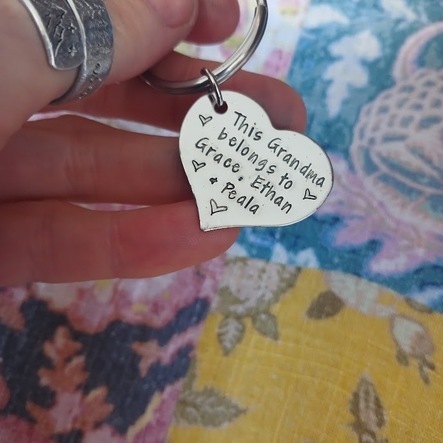 This Grandma
belongs to
Grace, Ethan
& Peala